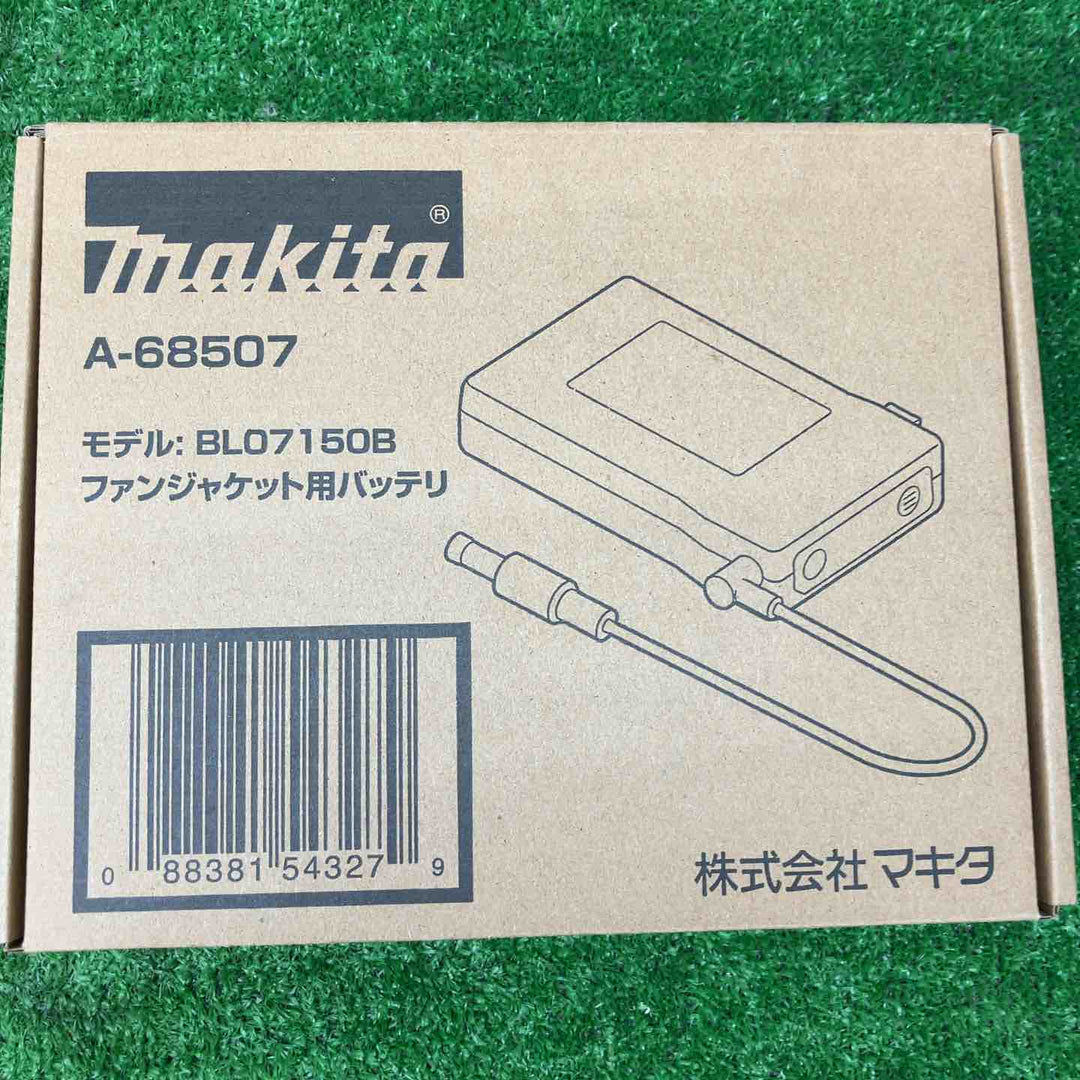 makita®
A-68507
モデル: BL07150B
ファンジャケット用バッテリ
0 88381 54327 9
株式会社 マキタ